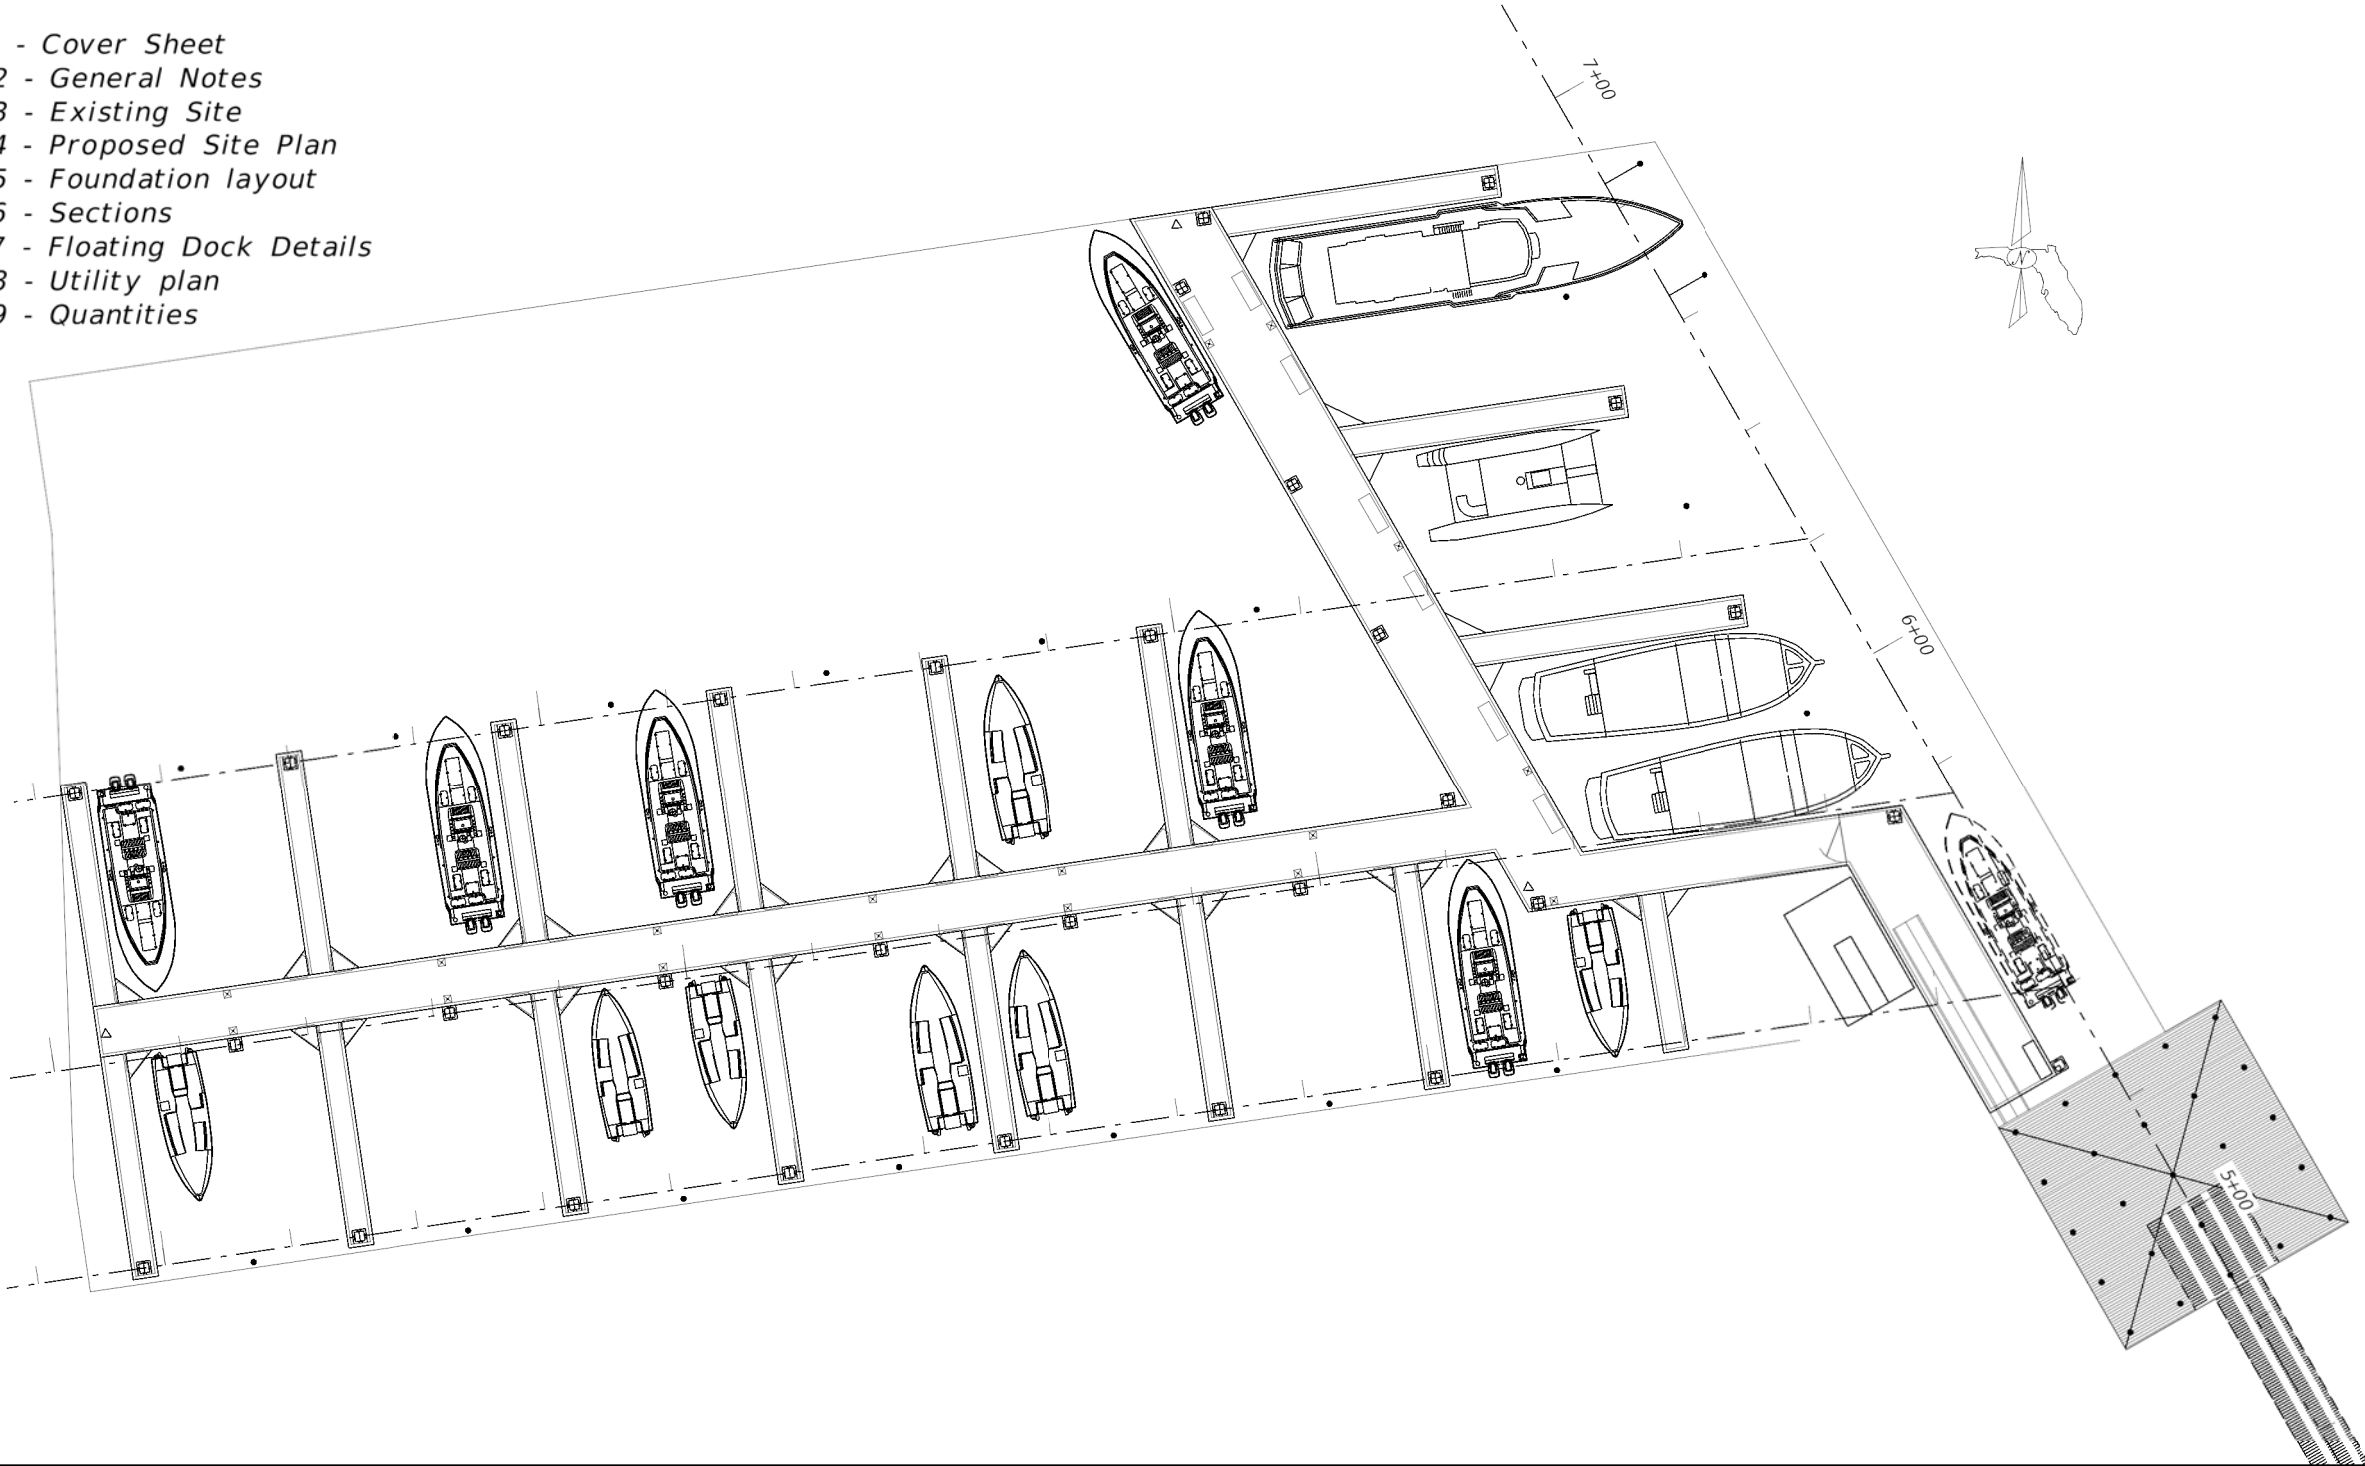 - Cover Sheet
2 - General Notes
3 - Existing Site
4 - Proposed Site Plan
5 - Foundation layout
6 - Sections
7 - Floating Dock Details
8 - Utility plan
9 - Quantities
7+00
N
6+00
5+00